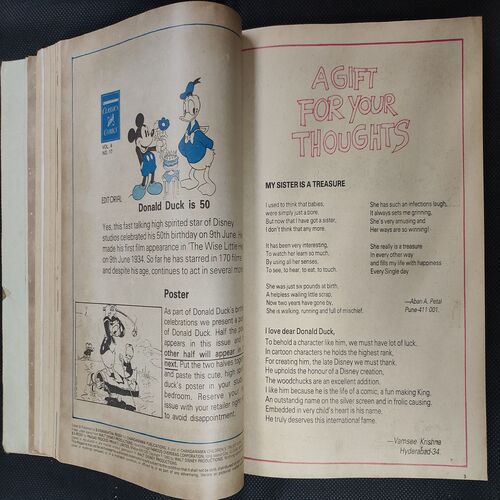 CLASSICS
COMICS
VOL. 4
NO. 17
EDITORIAL
Donald Duck is 50
Yes, this fast talking high spirited star of Disney
studios celebrated his 50th birthday on 9th June. He
made his first film appearance in 'The Wise Little He
on 9th June 1934. So far he has starred in 170 films
and despite his age, continues to act in several more
Poster
As part of Donald Duck's birth
celebrations we present a po
of Donald Duck. Half the po
appears in this issue and
other half will appear in
next. Put the two halves tog
and paste this cute, high sp
duck's poster in your study
bedroom. Reserve your
issue with your retailer right
to avoid disappointment.
A GIFT
FOR YOUR
THOUGHTS
MY SISTER IS A TREASURE
I used to think that babies,
were simply just a bore.
But now that I have got a sister,
I don't think that any more.
It has been very interesting,
To watch her learn so much,
By using all her senses,
To see, to hear, to eat, to touch.
She was just six pounds at birth,
A helpless wailing little scrap,
Now two years have gone by,
She is walking, running and full of mischief.
She has such an infectious laugh,
It always sets me grinning,
She's very amusing and
Her ways are so winning!
She really is a treasure
In every other way
and fills my life with happiness
Every Single day
—Aban A. Petal
Pune-411 001.
I love dear Donald Duck,
To behold a character like him, we must have lot of luck.
In cartoon characters he holds the highest rank,
For creating him, the late Disney we must thank.
He upholds the honour of a Disney creation,
The woodchucks are an excellent addition.
I like him because he is the life of a comic, a fun making King,
An outstandig name on the silver screen and in frolic causing.
Embedded in very child's heart is his name,
He truly deserves this international fame.
—Vamsee Krishna
Hyderabad-34.
3